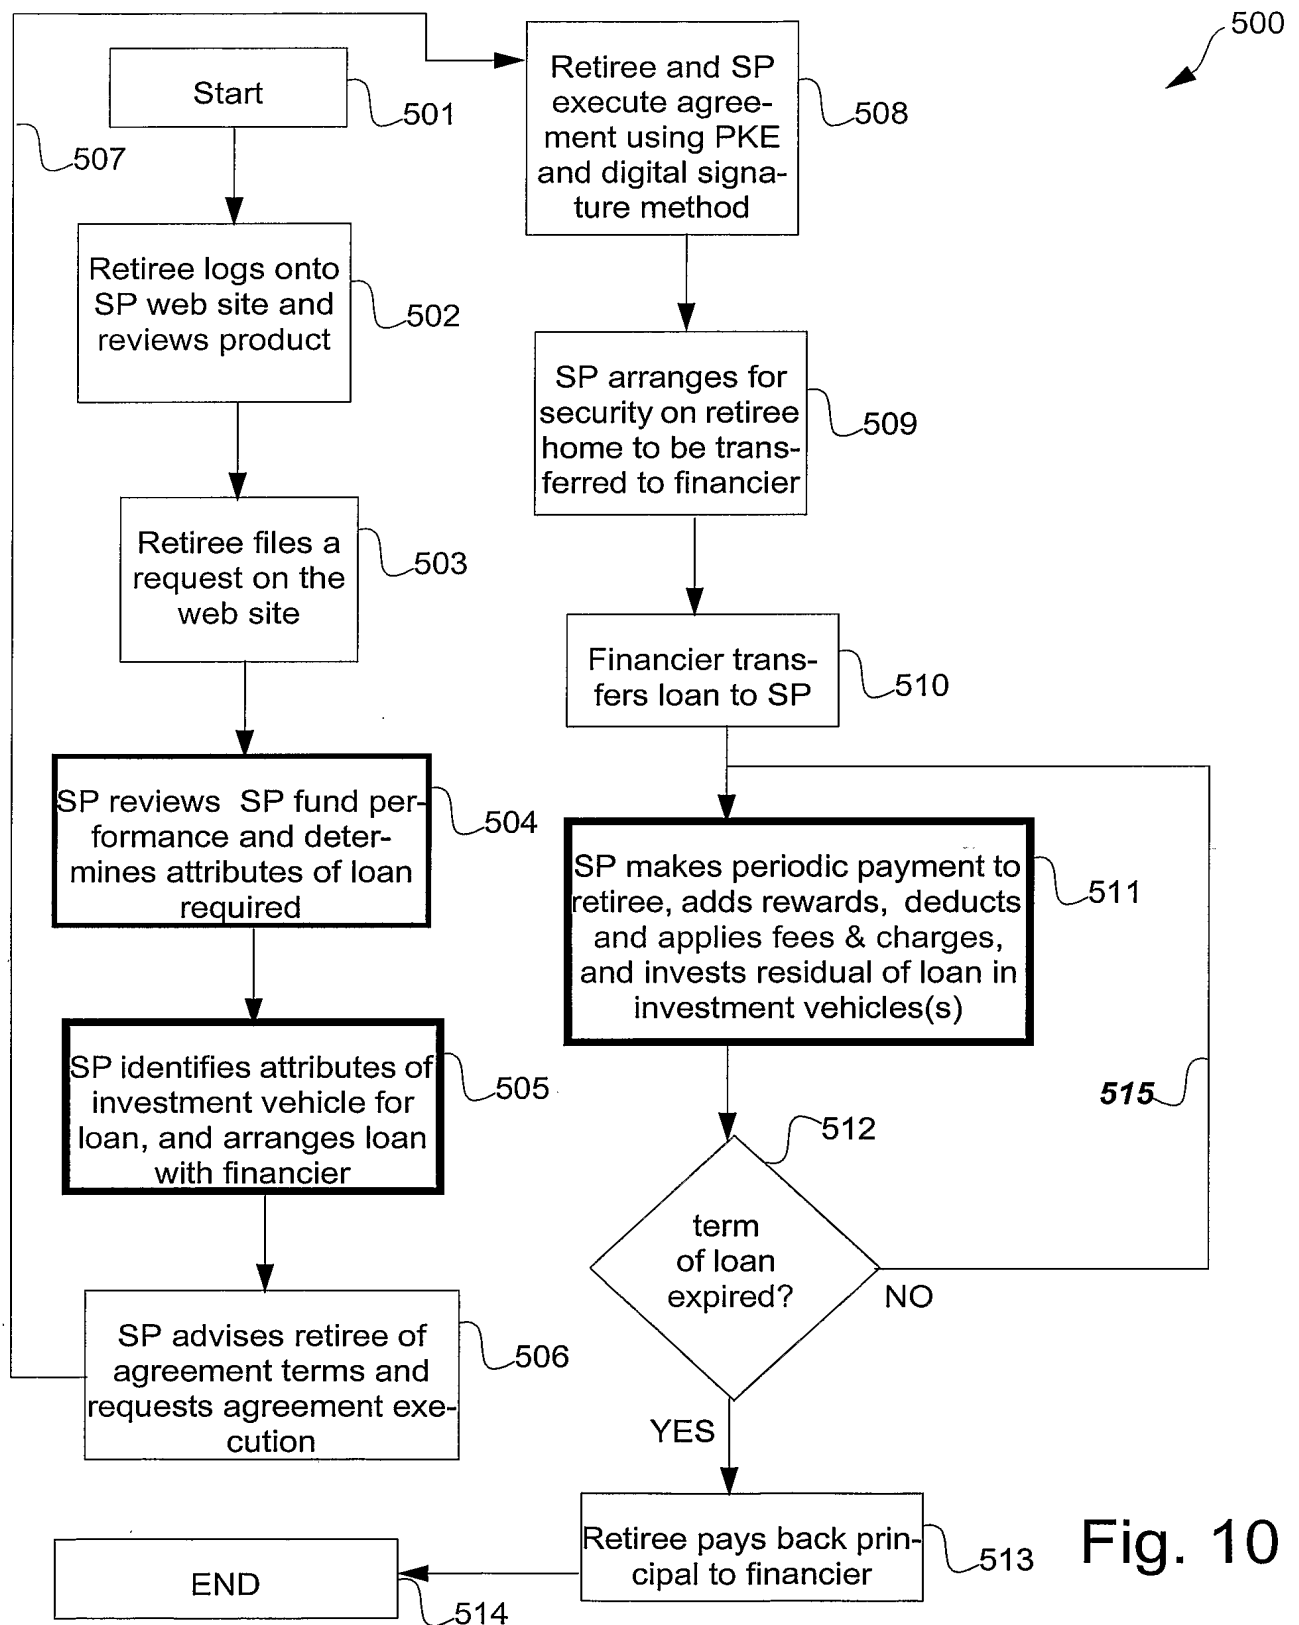 500
Start
501
507
Retiree logs onto
SP web site and
reviews product
502
Retiree files a
request on the
web site
503
SP reviews SP fund per-
formance and deter-
mines attributes of loan
required
504
SP identifies attributes of
investment vehicle for
loan, and arranges loan
with financier
505
SP advises retiree of
agreement terms and
requests agreement exe-
cution
506
Retiree and SP
execute agree-
ment using PKE
and digital signa-
ture method
508
SP arranges for
security on retiree
home to be trans-
ferred to financier
509
Financier trans-
fers loan to SP
510
SP makes periodic payment to
retiree, adds rewards, deducts
and applies fees & charges,
and invests residual of loan in
investment vehicles(s)
511
515
512
term
of loan
expired?
NO
YES
Retiree pays back prin-
cipal to financier
513
END
514
Fig. 10